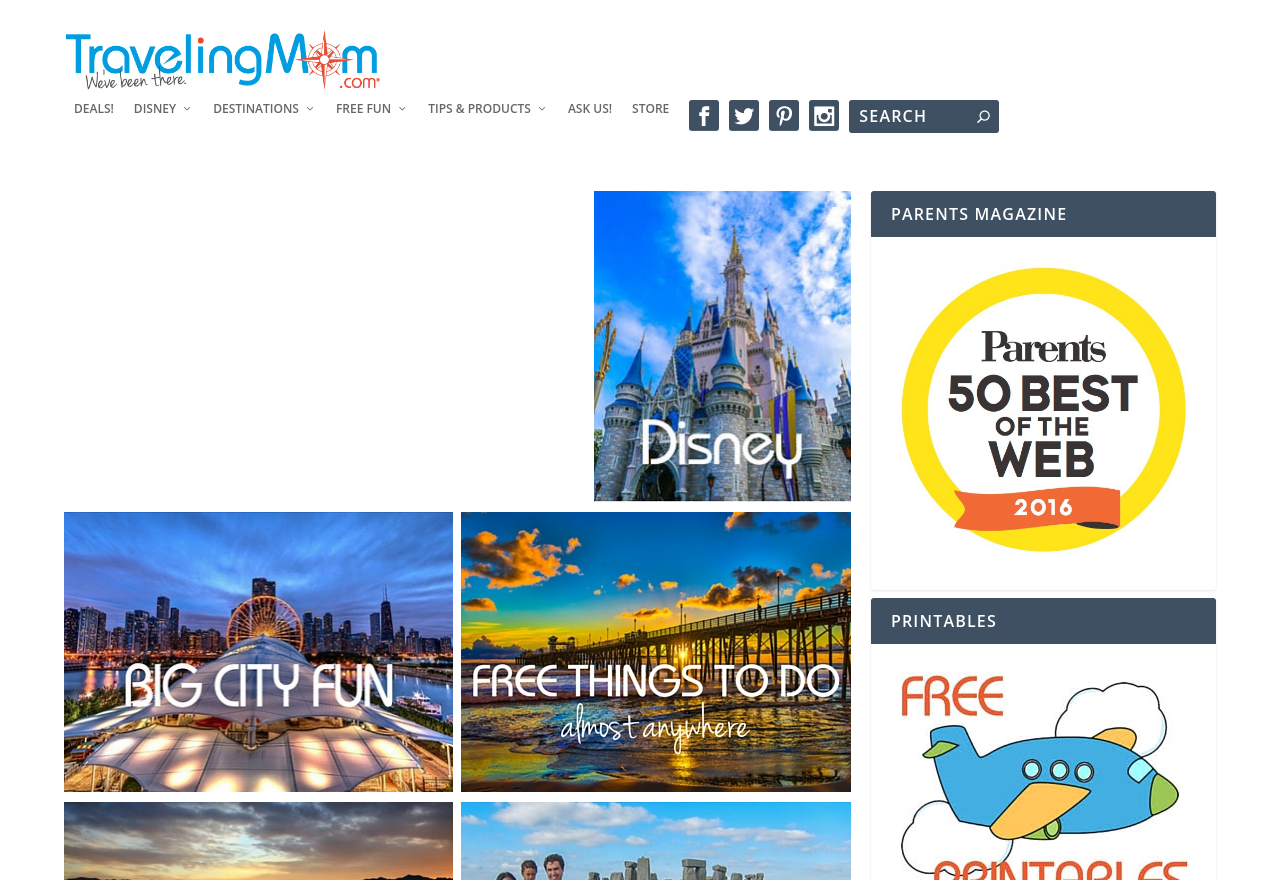 TravelingMom
We've been there.
.com®
DEALS! DISNEY DESTINATIONS FREE FUN TIPS & PRODUCTS ASK US! STORE
SEARCH
Disney
BIG CITY FUN
FREE THINGS TO DO
almost anywhere
PARENTS MAGAZINE
Parents
50 BEST
OF THE
WEB
2016
PRINTABLES
FREE
PRINTABLES